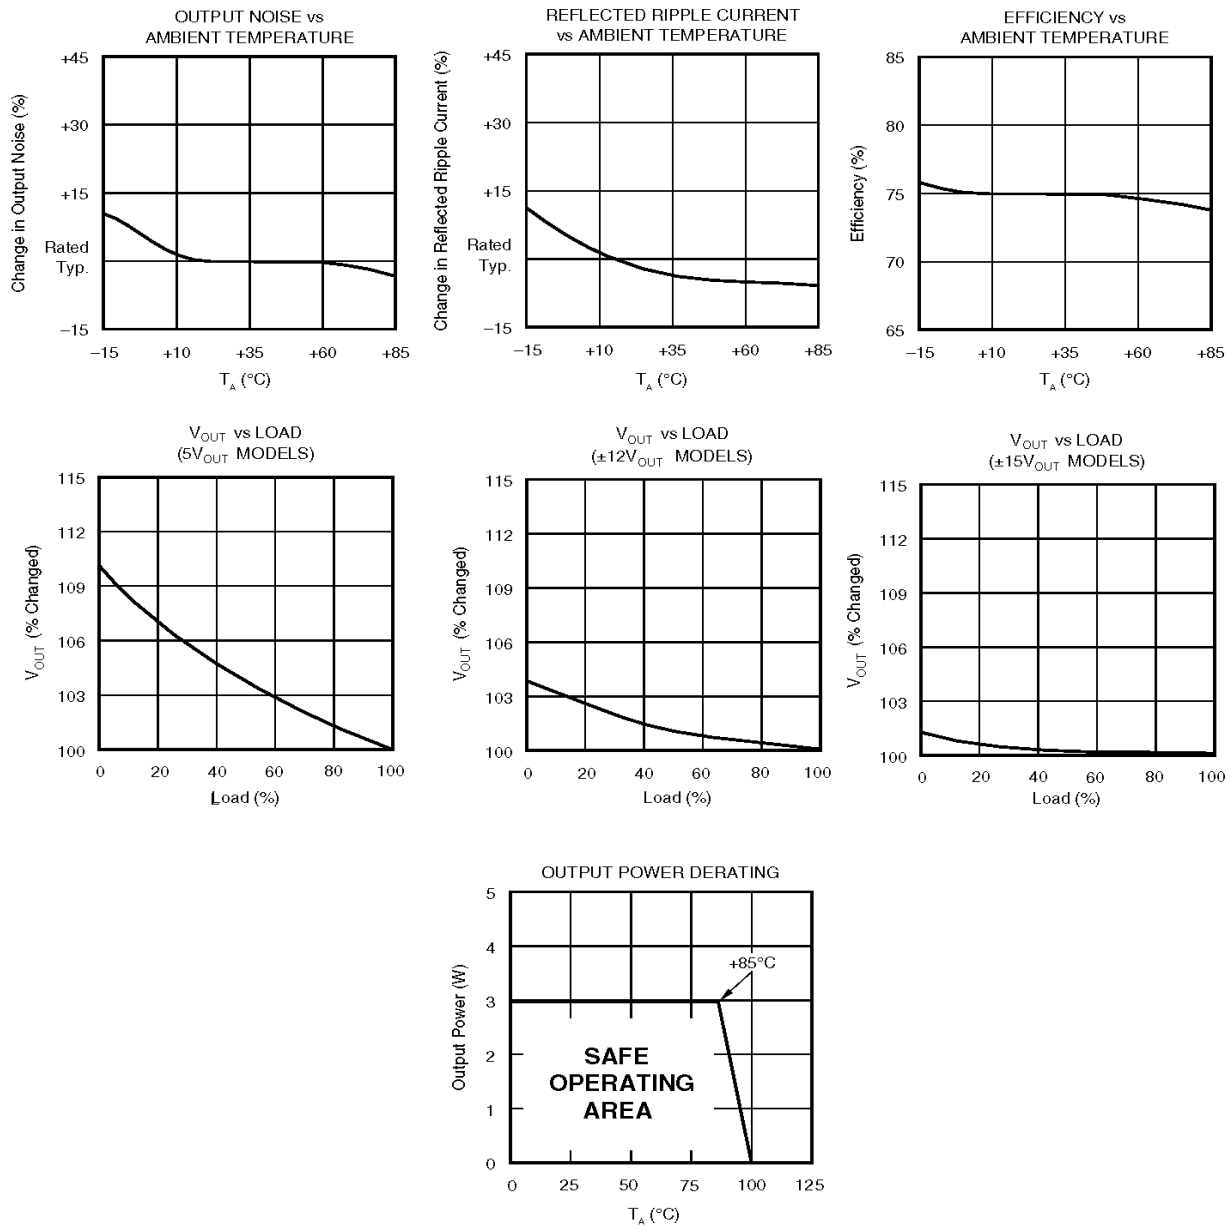 OUTPUT NOISE vs
AMBIENT TEMPERATURE
+45
+30
+15
Rated
Typ.
–15
Change in Output Noise (%)
–15 +10 +35 +60 +85
TA (°C)
REFLECTED RIPPLE CURRENT
vs AMBIENT TEMPERATURE
+45
+30
+15
Rated
Typ.
–15
Change in Reflected Ripple Current (%)
–15 +10 +35 +60 +85
TA (°C)
EFFICIENCY vs
AMBIENT TEMPERATURE
85
80
75
70
65
Efficiency (%)
–15 +10 +35 +60 +85
TA (°C)
VOUT vs LOAD
(5VOUT MODELS)
115
112
109
106
103
100
VOUT (% Changed)
0 20 40 60 80 100
Load (%)
VOUT vs LOAD
(±12VOUT MODELS)
115
112
109
106
103
100
VOUT (% Changed)
0 20 40 60 80 100
Load (%)
VOUT vs LOAD
(±15VOUT MODELS)
115
112
109
106
103
100
VOUT (% Changed)
0 20 40 60 80 100
Load (%)
OUTPUT POWER DERATING
5
4
3
2
1
0
Output Power (W)
+85°C
SAFE
OPERATING
AREA
0 25 50 75 100 125
TA (°C)